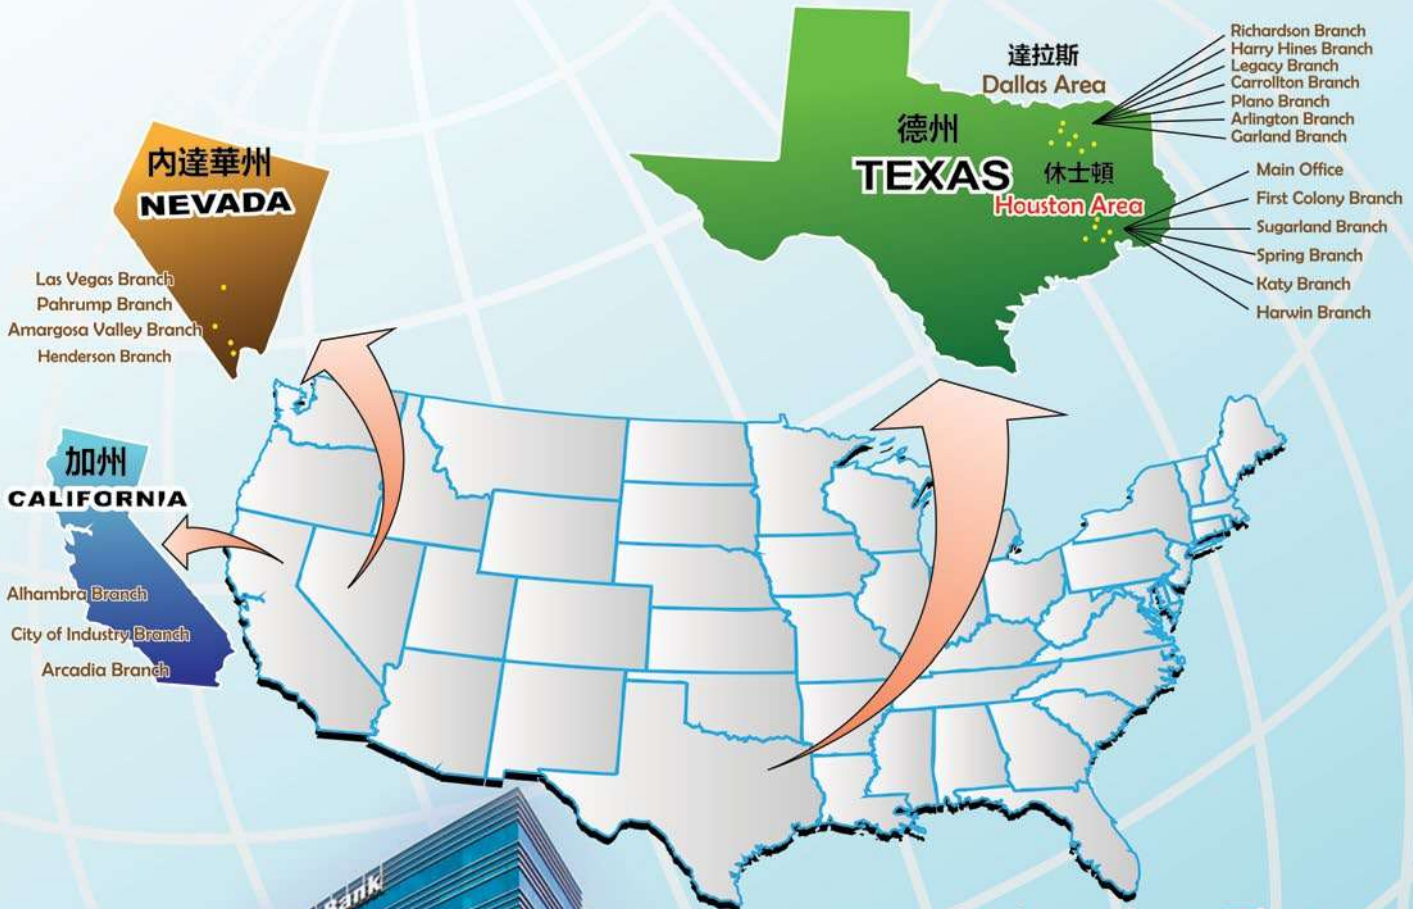 達拉斯
Dallas Area
Richardson Branch
Harry Hines Branch
Legacy Branch
Carrollton Branch
Plano Branch
Arlington Branch
Garland Branch
德州
TEXAS
休士頓
Houston Area
Main Office
First Colony Branch
Sugarland Branch
Spring Branch
Katy Branch
Harwin Branch
內達華州
NEVADA
Las Vegas Branch
Pahrump Branch
Amargosa Valley Branch
Henderson Branch
加州
CALIFORNIA
Alhambra Branch
City of Industry Branch
Arcadia Branch
Bank